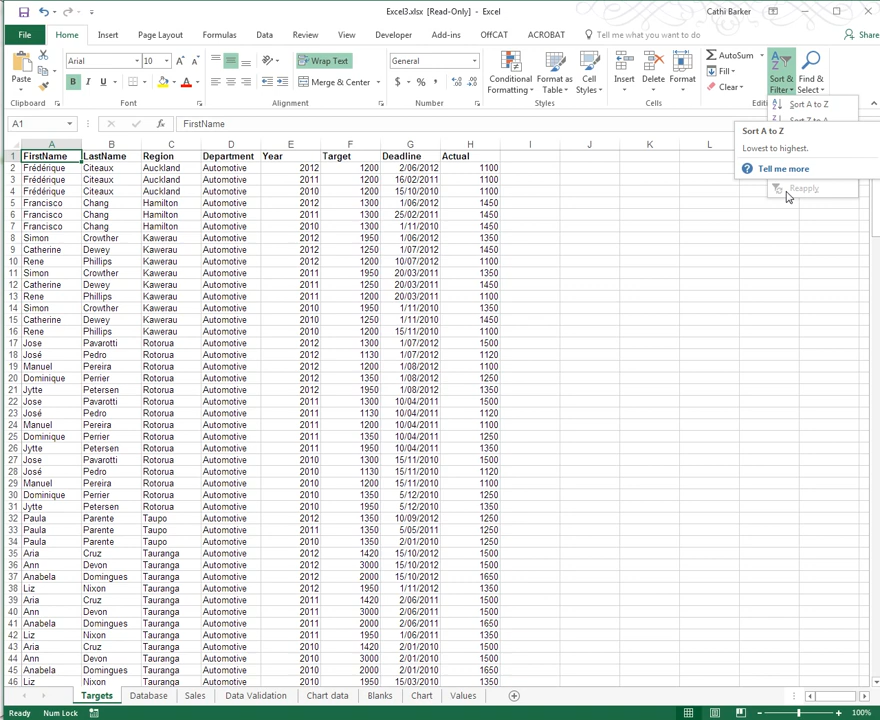 Excel3.xlsx [Read-Only] - Excel
Cathi Barker
File Home Insert Page Layout Formulas Data Review View Developer Add-ins OffCAT ACROBAT Tell me what you want to do Share
Paste
Arial 10 A A
Wrap Text
General
AutoSum
B I U
Merge & Center
$ % ,
Conditional Formatting
Format as Table
Cell Styles
Insert Delete Format
Fill
Clear
Sort & Filter
Find & Select
Clipboard Font Alignment Number Styles Cells
Sort A to Z
Sort A to Z
Lowest to highest.
Tell me more
Reapply
A1 fx FirstName
A B C D E F G H I J K L
1 FirstName LastName Region Department Year Target Deadline Actual
2 Frédérique Citeaux Auckland Automotive 2012 1200 2/06/2012 1100
3 Frédérique Citeaux Auckland Automotive 2011 1200 16/02/2011 1100
4 Frédérique Citeaux Auckland Automotive 2010 1200 15/10/2010 1100
5 Francisco Chang Hamilton Automotive 2012 1300 1/06/2012 1450
6 Francisco Chang Hamilton Automotive 2011 1300 25/02/2011 1450
7 Francisco Chang Hamilton Automotive 2010 1300 1/11/2010 1450
8 Simon Crowther Kawerau Automotive 2012 1950 1/06/2012 1350
9 Catherine Dewey Kawerau Automotive 2012 1250 1/07/2012 1450
10 Rene Phillips Kawerau Automotive 2012 1200 10/07/2012 1100
11 Simon Crowther Kawerau Automotive 2011 1950 20/03/2011 1350
12 Catherine Dewey Kawerau Automotive 2011 1250 20/03/2011 1450
13 Rene Phillips Kawerau Automotive 2011 1200 20/03/2011 1100
14 Simon Crowther Kawerau Automotive 2010 1950 1/11/2010 1350
15 Catherine Dewey Kawerau Automotive 2010 1250 1/11/2010 1450
16 Rene Phillips Kawerau Automotive 2010 1200 15/11/2010 1100
17 Jose Pavarotti Rotorua Automotive 2012 1300 1/07/2012 1500
18 José Pedro Rotorua Automotive 2012 1130 1/07/2012 1120
19 Manuel Pereira Rotorua Automotive 2012 1200 1/08/2012 1100
20 Dominique Perrier Rotorua Automotive 2012 1350 1/08/2012 1250
21 Jytte Petersen Rotorua Automotive 2012 1950 1/08/2012 1350
22 Jose Pavarotti Rotorua Automotive 2011 1300 10/04/2011 1500
23 José Pedro Rotorua Automotive 2011 1130 10/04/2011 1120
24 Manuel Pereira Rotorua Automotive 2011 1200 10/04/2011 1100
25 Dominique Perrier Rotorua Automotive 2011 1350 10/04/2011 1250
26 Jytte Petersen Rotorua Automotive 2011 1950 10/04/2011 1350
27 Jose Pavarotti Rotorua Automotive 2010 1300 15/11/2010 1500
28 José Pedro Rotorua Automotive 2010 1130 15/11/2010 1120
29 Manuel Pereira Rotorua Automotive 2010 1200 15/11/2010 1100
30 Dominique Perrier Rotorua Automotive 2010 1350 5/12/2010 1250
31 Jytte Petersen Rotorua Automotive 2010 1950 5/12/2010 1350
32 Paula Parente Taupo Automotive 2012 1350 10/09/2012 1250
33 Paula Parente Taupo Automotive 2011 1350 5/05/2011 1250
34 Paula Parente Taupo Automotive 2010 1350 2/01/2010 1250
35 Aria Cruz Tauranga Automotive 2012 1420 15/10/2012 1500
36 Ann Devon Tauranga Automotive 2012 3000 15/10/2012 1500
37 Anabela Domingues Tauranga Automotive 2012 2000 15/10/2012 1650
38 Liz Nixon Tauranga Automotive 2012 1950 1/11/2012 1350
39 Aria Cruz Tauranga Automotive 2011 1420 2/06/2011 1500
40 Ann Devon Tauranga Automotive 2011 3000 2/06/2011 1500
41 Anabela Domingues Tauranga Automotive 2011 2000 2/06/2011 1650
42 Liz Nixon Tauranga Automotive 2011 1950 1/06/2011 1350
43 Aria Cruz Tauranga Automotive 2010 1420 2/01/2010 1500
44 Ann Devon Tauranga Automotive 2010 3000 2/01/2010 1500
45 Anabela Domingues Tauranga Automotive 2010 2000 2/01/2010 1650
46 Liz Nixon Tauranga Automotive 2010 1950 15/03/2010 1350
Targets Database Sales Data Validation Chart data Blanks Chart Values
Ready Num Lock 100%